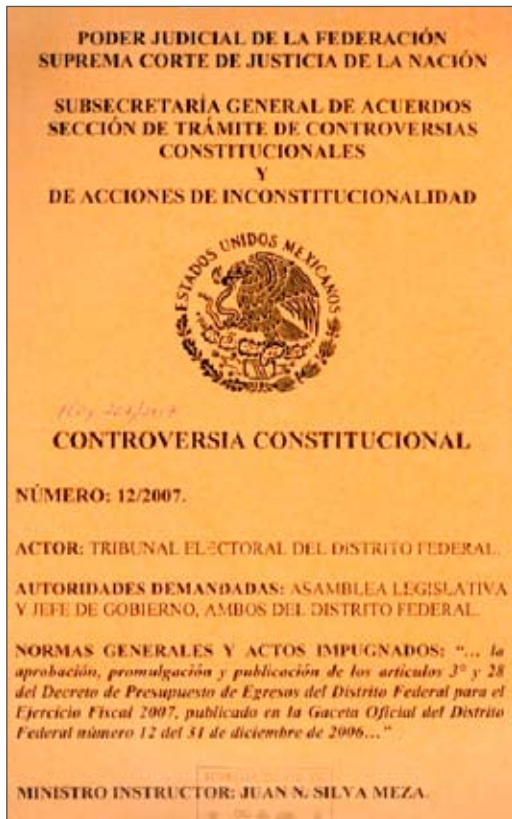 PODER JUDICIAL DE LA FEDERACIÓN
SUPREMA CORTE DE JUSTICIA DE LA NACIÓN
SUBSECRETARÍA GENERAL DE ACUERDOS
SECCIÓN DE TRÁMITE DE CONTROVERSIAS
CONSTITUCIONALES
Y
DE ACCIONES DE INCONSTITUCIONALIDAD
ESTADOS UNIDOS MEXICANOS
CONTROVERSIA CONSTITUCIONAL
NÚMERO: 12/2007.
ACTOR: TRIBUNAL ELECTORAL DEL DISTRITO FEDERAL.
AUTORIDADES DEMANDADAS: ASAMBLEA LEGISLATIVA
Y JEFE DE GOBIERNO, AMBOS DEL DISTRITO FEDERAL.
NORMAS GENERALES Y ACTOS IMPUGNADOS: “... la
aprobación, promulgación y publicación de los artículos 3° y 28
del Decreto de Presupuesto de Egresos del Distrito Federal para el
Ejercicio Fiscal 2007, publicado en la Gaceta Oficial del Distrito
Federal número 12 del 31 de diciembre de 2006...”
MINISTRO INSTRUCTOR: JUAN N. SILVA MEZA.